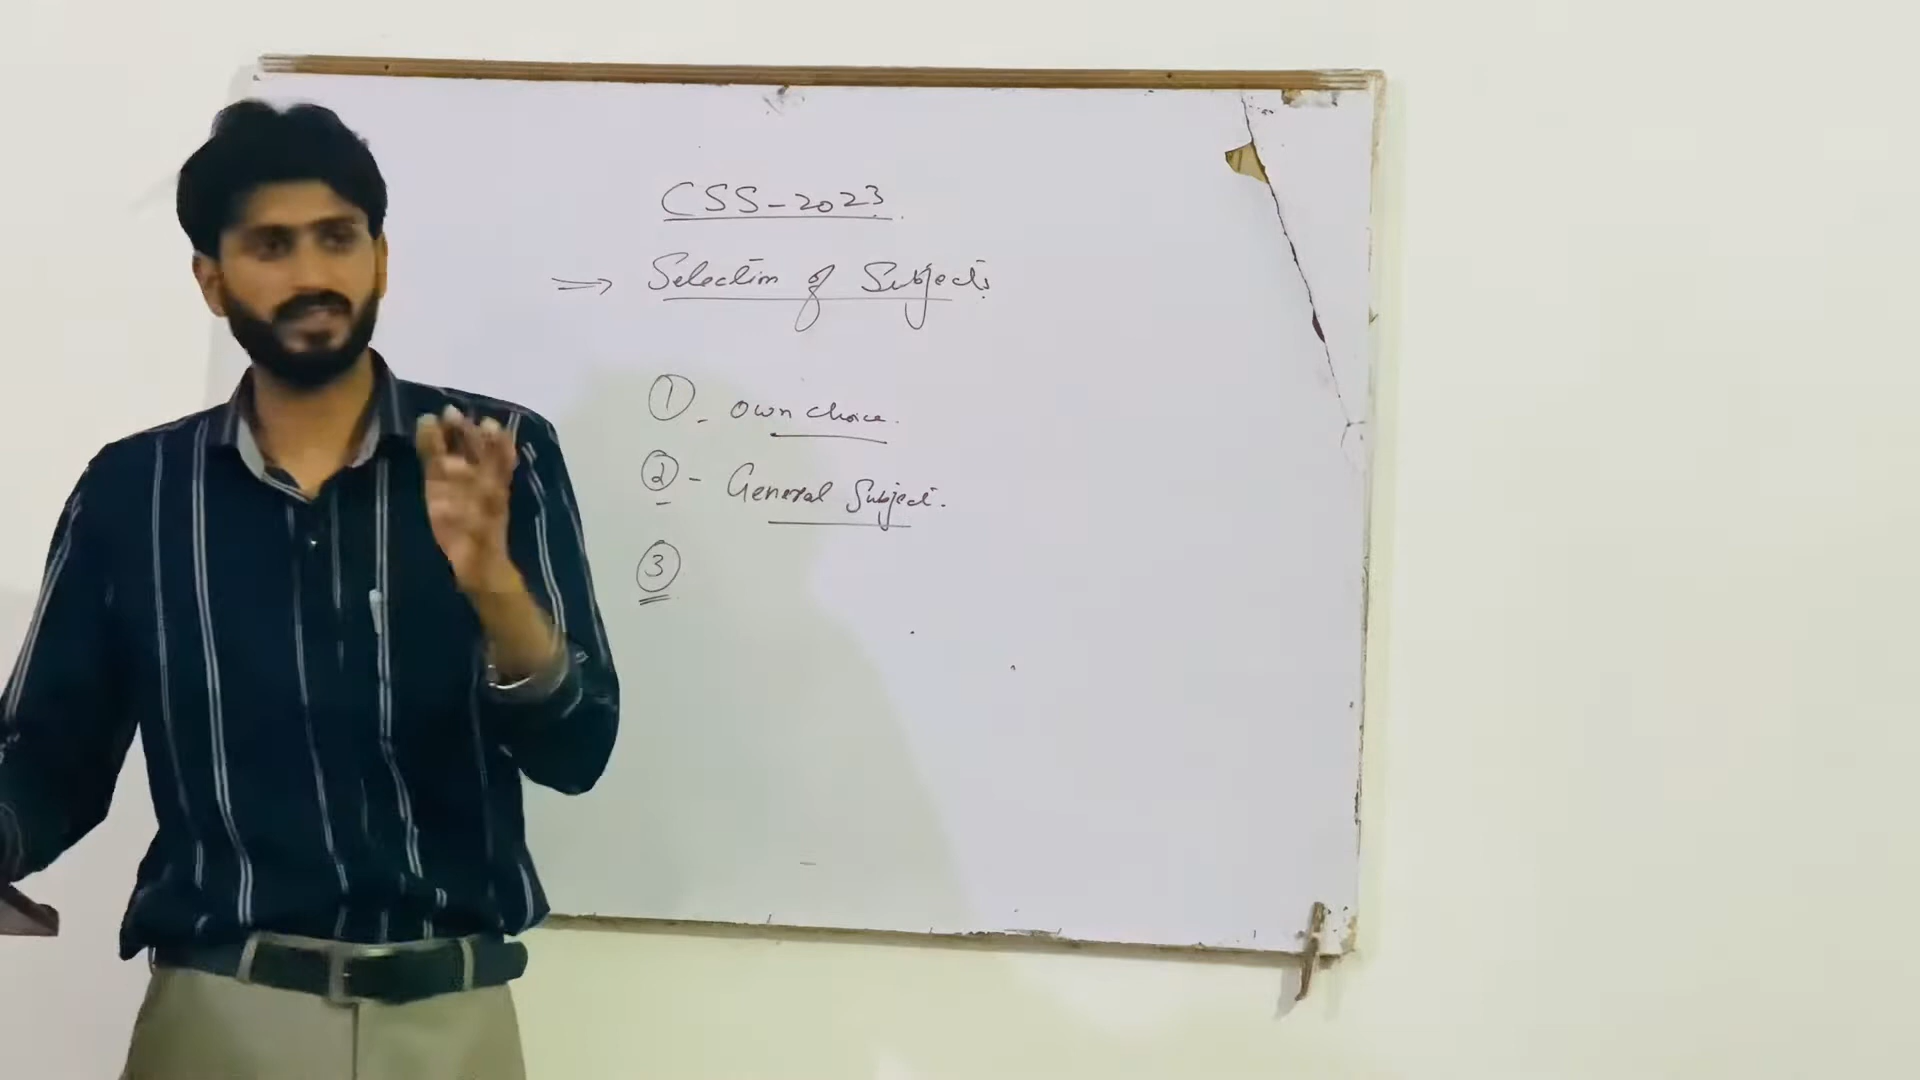 CSS-2023
⇒ Selection of Subjects
① - own choice.
② - General Subject.
③